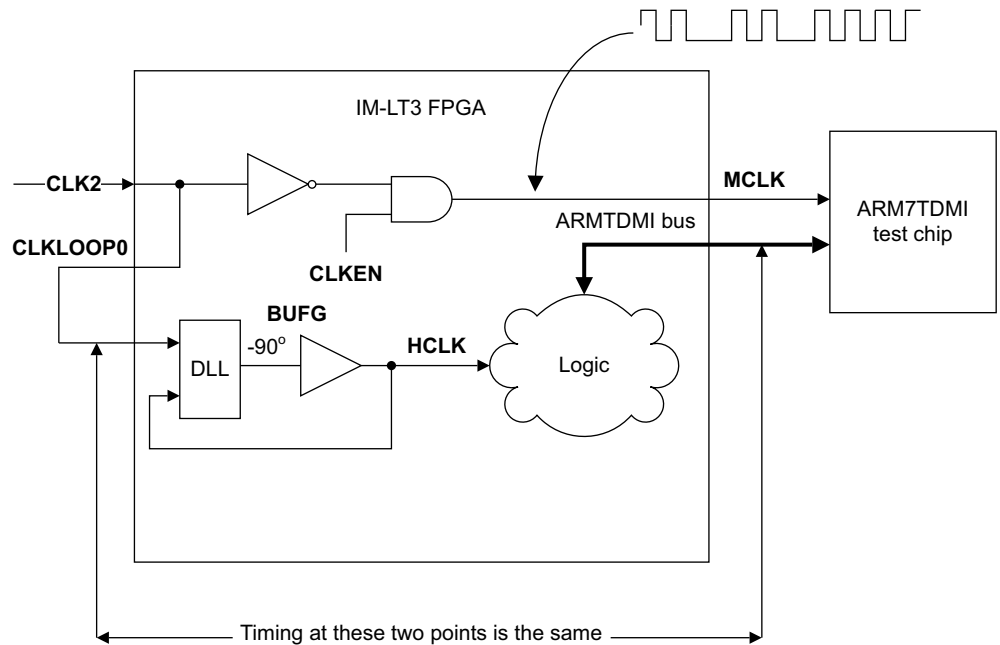 IM-LT3 FPGA
CLK2
MCLK
ARM7TDMI
test chip
ARMTDMI bus
CLKLOOP0
CLKEN
BUFG
-90°
HCLK
DLL
Logic
Timing at these two points is the same